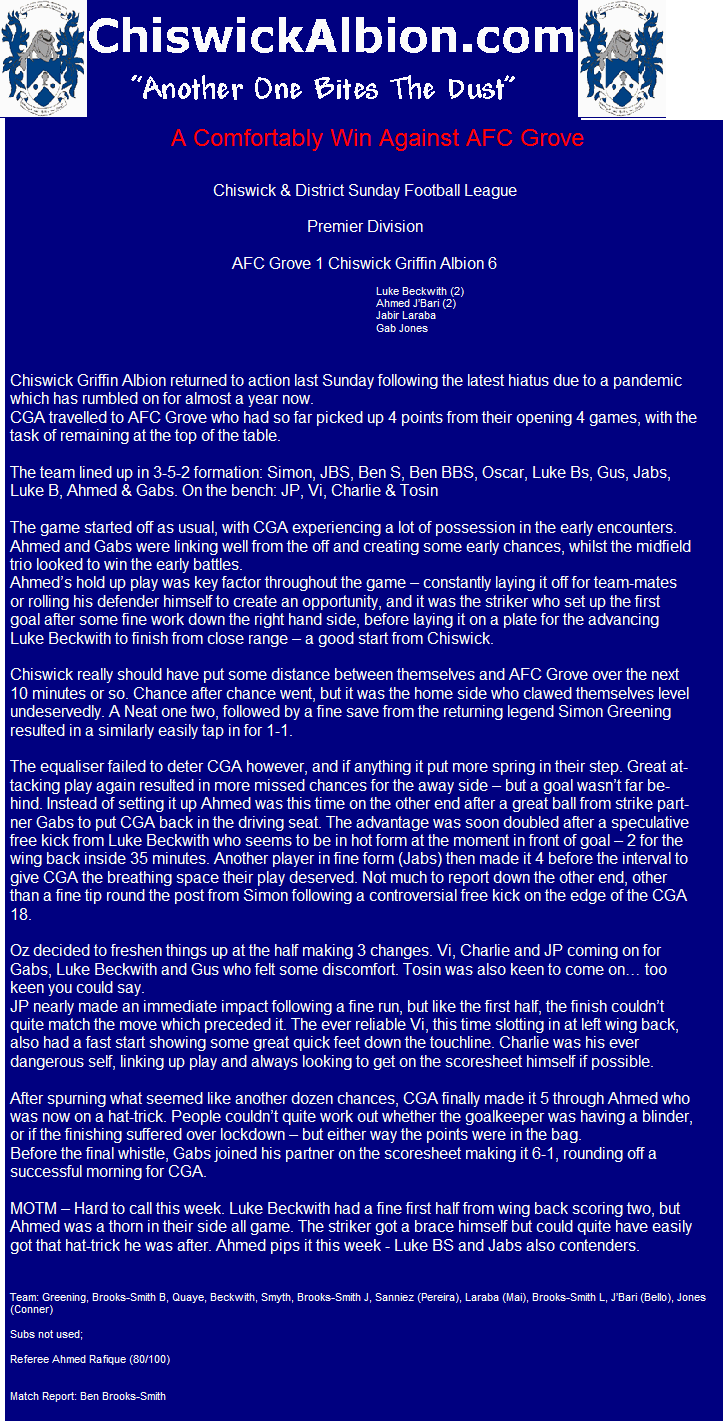 ChiswickAlbion.com
"Another One Bites The Dust"
A Comfortably Win Against AFC Grove
Chiswick & District Sunday Football League
Premier Division
AFC Grove 1 Chiswick Griffin Albion 6
Luke Beckwith (2)
Ahmed J'Bari (2)
Jabir Laraba
Gab Jones
Chiswick Griffin Albion returned to action last Sunday following the latest hiatus due to a pandemic
which has rumbled on for almost a year now.
CGA travelled to AFC Grove who had so far picked up 4 points from their opening 4 games, with the
task of remaining at the top of the table.
The team lined up in 3-5-2 formation: Simon, JBS, Ben S, Ben BBS, Oscar, Luke Bs, Gus, Jabs,
Luke B, Ahmed & Gabs. On the bench: JP, Vi, Charlie & Tosin
The game started off as usual, with CGA experiencing a lot of possession in the early encounters.
Ahmed and Gabs were linking well from the off and creating some early chances, whilst the midfield
trio looked to win the early battles.
Ahmed's hold up play was key factor throughout the game – constantly laying it off for team-mates
or rolling his defender himself to create an opportunity, and it was the striker who set up the first
goal after some fine work down the right hand side, before laying it on a plate for the advancing
Luke Beckwith to finish from close range – a good start from Chiswick.
Chiswick really should have put some distance between themselves and AFC Grove over the next
10 minutes or so. Chance after chance went, but it was the home side who clawed themselves level
undeservedly. A Neat one two, followed by a fine save from the returning legend Simon Greening
resulted in a similarly easily tap in for 1-1.
The equaliser failed to deter CGA however, and if anything it put more spring in their step. Great at-
tacking play again resulted in more missed chances for the away side – but a goal wasn't far be-
hind. Instead of setting it up Ahmed was this time on the other end after a great ball from strike part-
ner Gabs to put CGA back in the driving seat. The advantage was soon doubled after a speculative
free kick from Luke Beckwith who seems to be in hot form at the moment in front of goal – 2 for the
wing back inside 35 minutes. Another player in fine form (Jabs) then made it 4 before the interval to
give CGA the breathing space their play deserved. Not much to report down the other end, other
than a fine tip round the post from Simon following a controversial free kick on the edge of the CGA
18.
Oz decided to freshen things up at the half making 3 changes. Vi, Charlie and JP coming on for
Gabs, Luke Beckwith and Gus who felt some discomfort. Tosin was also keen to come on… too
keen you could say.
JP nearly made an immediate impact following a fine run, but like the first half, the finish couldn't
quite match the move which preceded it. The ever reliable Vi, this time slotting in at left wing back,
also had a fast start showing some great quick feet down the touchline. Charlie was his ever
dangerous self, linking up play and always looking to get on the scoresheet himself if possible.
After spurning what seemed like another dozen chances, CGA finally made it 5 through Ahmed who
was now on a hat-trick. People couldn't quite work out whether the goalkeeper was having a blinder,
or if the finishing suffered over lockdown – but either way the points were in the bag.
Before the final whistle, Gabs joined his partner on the scoresheet making it 6-1, rounding off a
successful morning for CGA.
MOTM – Hard to call this week. Luke Beckwith had a fine first half from wing back scoring two, but
Ahmed was a thorn in their side all game. The striker got a brace himself but could quite have easily
got that hat-trick he was after. Ahmed pips it this week - Luke BS and Jabs also contenders.
Team: Greening, Brooks-Smith B, Quaye, Beckwith, Smyth, Brooks-Smith J, Sanniez (Pereira), Laraba (Mai), Brooks-Smith L, J'Bari (Bello), Jones
(Conner)
Subs not used;
Referee Ahmed Rafique (80/100)
Match Report: Ben Brooks-Smith